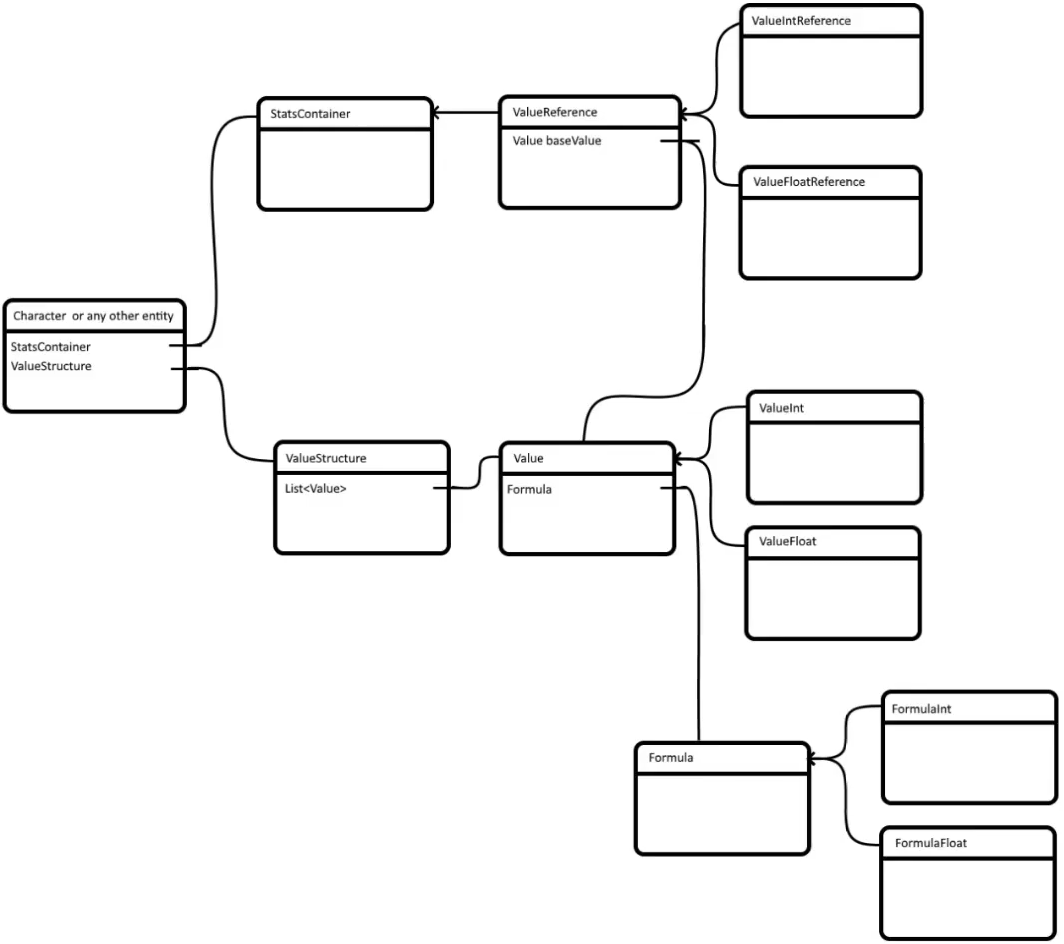 ValueIntReference
StatsContainer
ValueReference
Value baseValue
ValueFloatReference
Character or any other entity
StatsContainer
ValueStructure
ValueInt
ValueStructure
List<Value>
Value
Formula
ValueFloat
FormulaInt
Formula
FormulaFloat